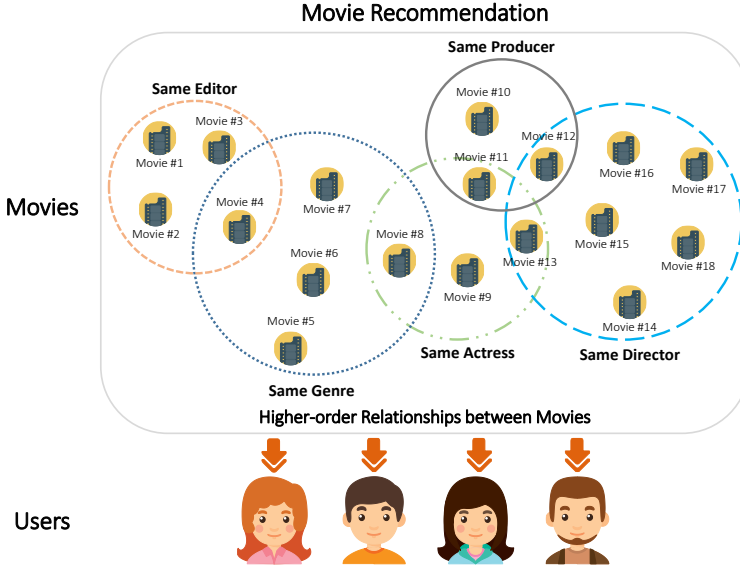 Movie Recommendation
Same Producer
Same Editor
Movie #10
Movie #3
Movie #12
Movie #1
Movie #11
Movie #16
Movie #17
Movie #4
Movie #7
Movies
Movie #2
Movie #8
Movie #15
Movie #6
Movie #13
Movie #18
Movie #9
Movie #5
Movie #14
Same Actress
Same Director
Same Genre
Higher-order Relationships between Movies
Users